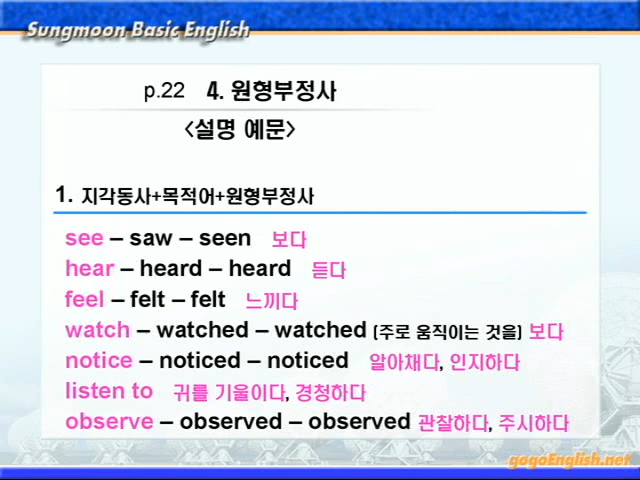 Sungmoon Basic English
p.22 4. 원형부정사
<설명 예문>
1. 지각동사+목적어+원형부정사
see – saw – seen 보다
hear – heard – heard 듣다
feel – felt – felt 느끼다
watch – watched – watched (주로 움직이는 것을) 보다
notice – noticed – noticed 알아채다, 인지하다
listen to 귀를 기울이다, 경청하다
observe – observed – observed 관찰하다, 주시하다
gogoEnglish.net